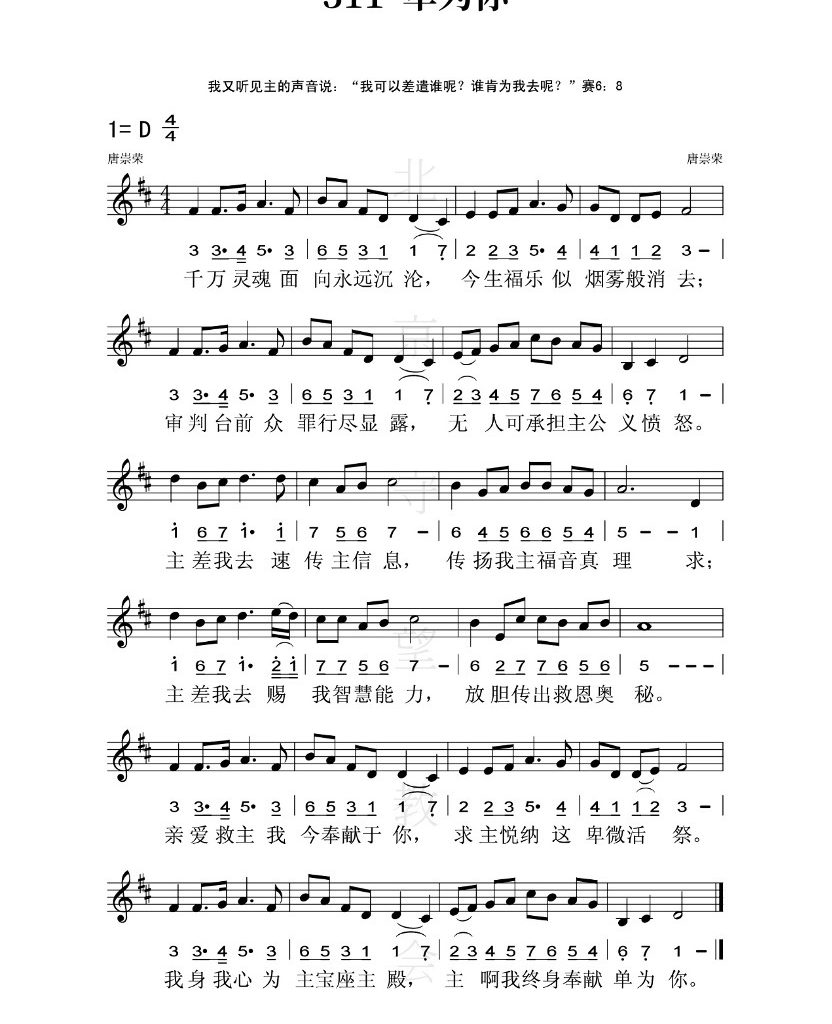 311 单为你
我又听见主的声音说：“我可以差遣谁呢？谁肯为我去呢？”赛6：8
1= D 4/4
唐崇荣 唐崇荣
3 3· 4 5· 3 | 6 5 3 1 1 7 | 2 2 3 5· 4 | 4 1 1 2 3 – |
千万灵魂面 向永远沉沦， 今生福乐似 烟雾般消去；
3 3· 4 5· 3 | 6 5 3 1 1 7 | 2 3 4 5 7 6 5 4 | 6 7 1 – |
审判台前众 罪行尽显露， 无人可承担主公义愤怒。
1 6 7 1· 1 | 7 5 6 7 – | 6 4 5 6 6 5 4 | 5 – – 1
主差我去速 传主信息， 传扬我主福音真理 求；
1 6 7 1· 2 1 | 7 7 5 6 7 – | 6 2 7 7 6 5 6 | 5 – – – |
主差我去赐 我智慧能力， 放胆传出救恩奥秘。
3 3· 4 5· 3 | 6 5 3 1 1 7 | 2 2 3 5· 4 | 3 1 1 2 3 – |
亲爱救主我 今奉献于你， 求主悦纳这 卑微活祭。
3 3· 4 5· 3 | 6 5 3 1 1 7 | 2 3 4 5 7 6 5 4 | 6 7 1 – |
我身我心为 主宝座主殿， 主啊我终身奉献单为你。
北京守望教会